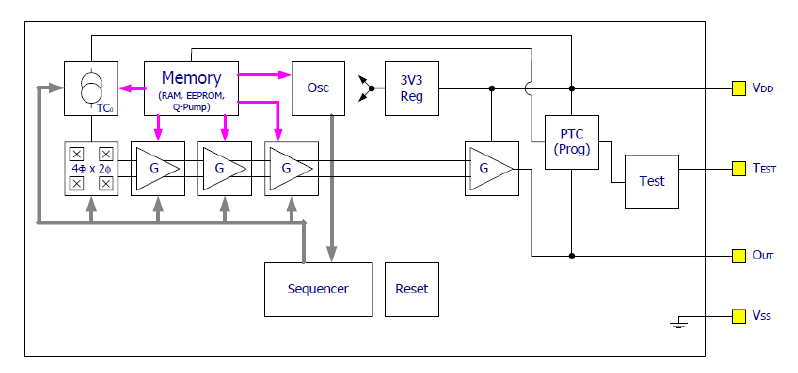 Memory
(RAM, EEPROM,
Q-Pump)
TC₀
Osc
3V3
Reg
VDD
4Φ x 2ϕ
G
G
G
G
PTC
(Prog)
Test
TEST
OUT
Sequencer
Reset
VSS